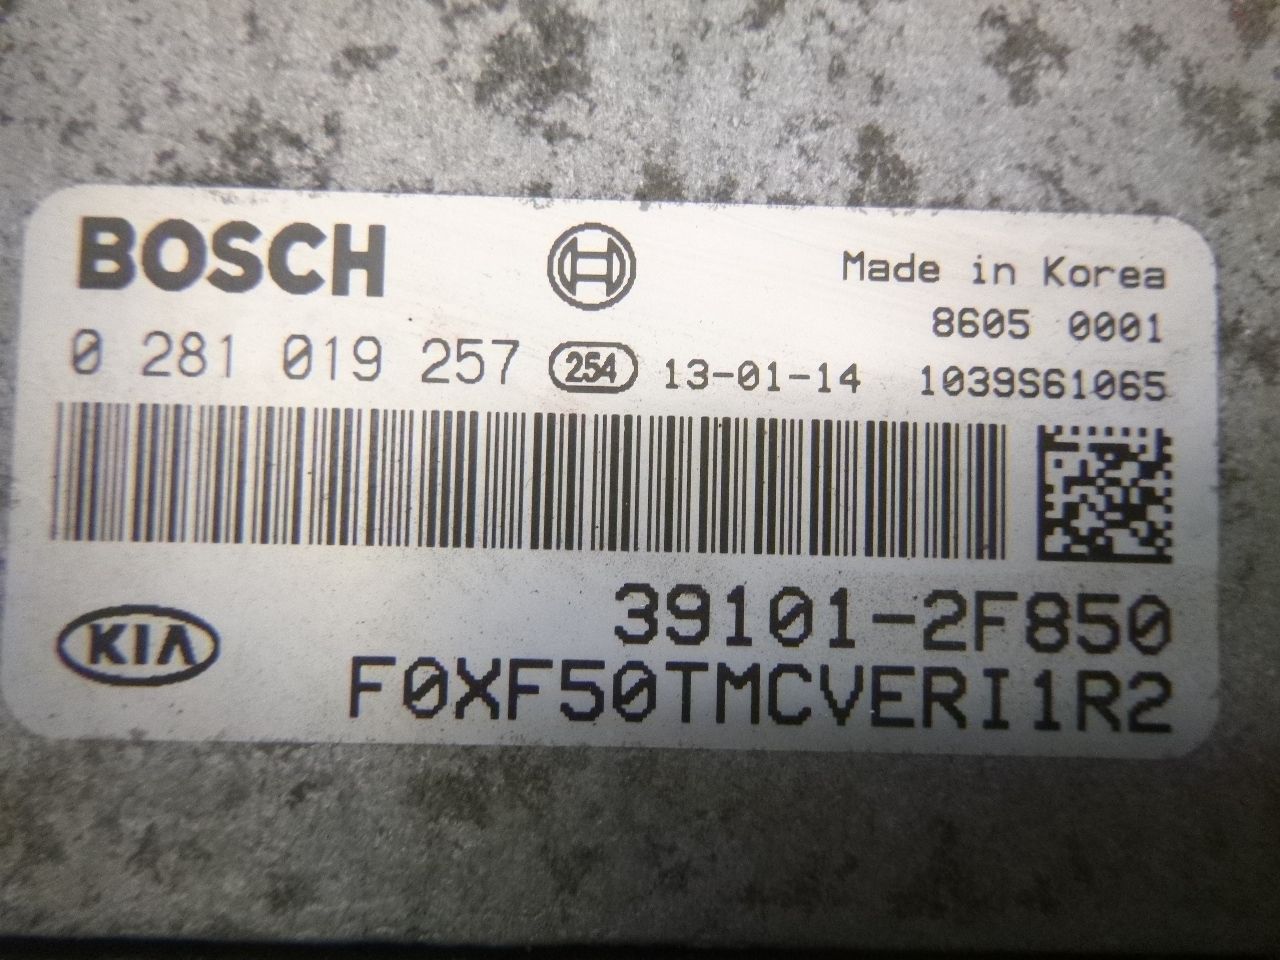 BOSCH
Made in Korea
8605 0001
0 281 019 257 254 13-01-14 1039S61065
39101-2F850
KIA
F0XF50TMCVERI1R2